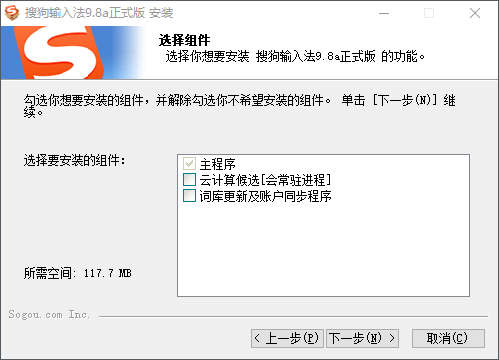 搜狗输入法9.8a正式版 安装
选择组件
选择你想要安装 搜狗输入法9.8a正式版 的功能。
勾选你想要安装的组件，并解除勾选你不希望安装的组件。 单击 [下一步(N)] 继
续。
选择要安装的组件：
主程序
云计算候选[会常驻进程]
词库更新及账户同步程序
所需空间: 117.7 MB
Sogou.com Inc.
< 上一步(P) 下一步(N) > 取消(C)